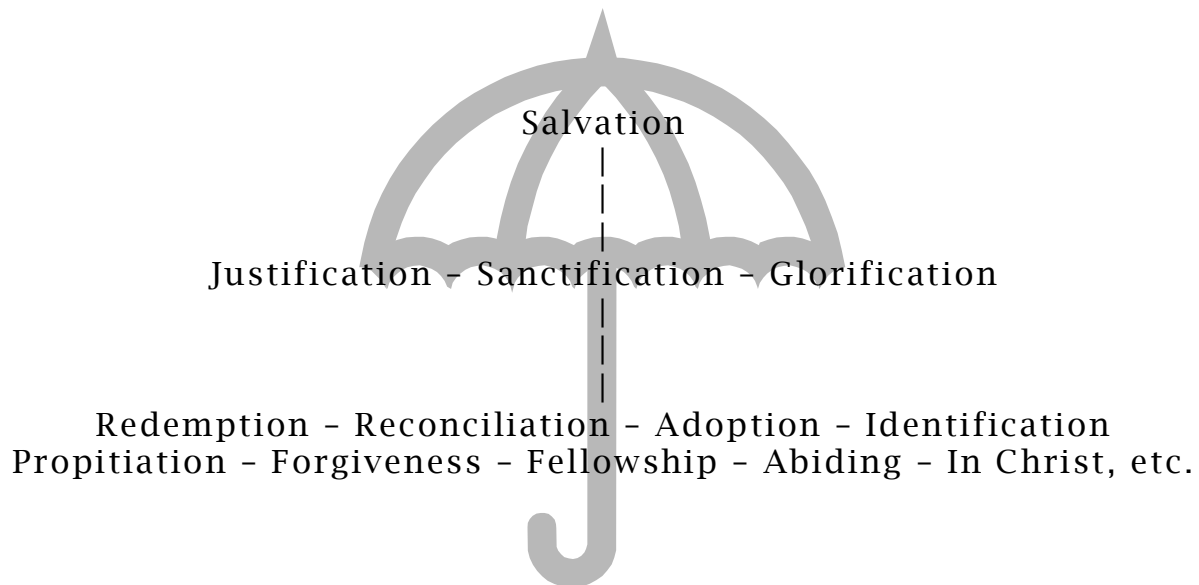 Salvation
Justification – Sanctification – Glorification
Redemption – Reconciliation – Adoption – Identification
Propitiation – Forgiveness – Fellowship – Abiding – In Christ, etc.